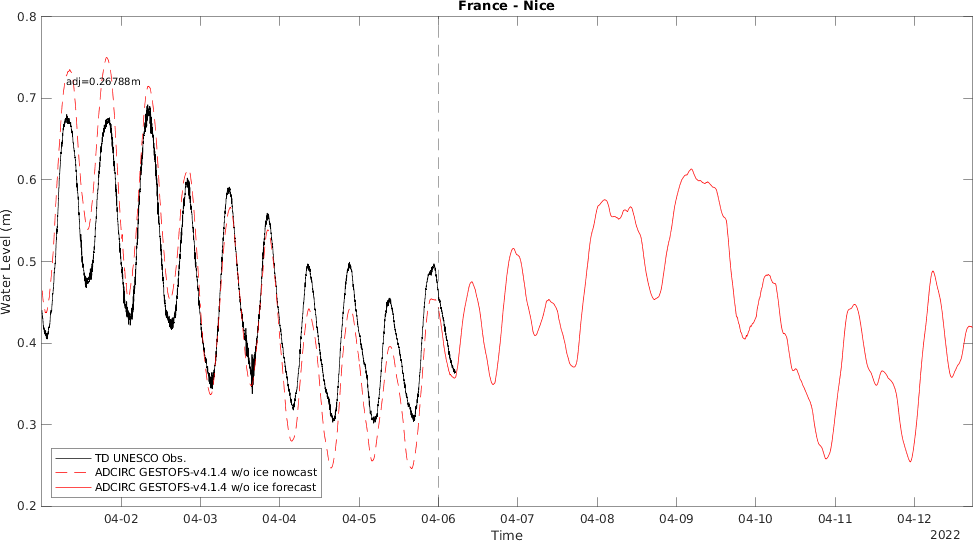 France - Nice
0.8
0.7
0.6
0.5
0.4
0.3
0.2
Water Level (m)
adj=0.26788m
TD UNESCO Obs.
ADCIRC GESTOFS-v4.1.4 w/o ice nowcast
ADCIRC GESTOFS-v4.1.4 w/o ice forecast
04-02 04-03 04-04 04-05 04-06 04-07 04-08 04-09 04-10 04-11 04-12
Time
2022